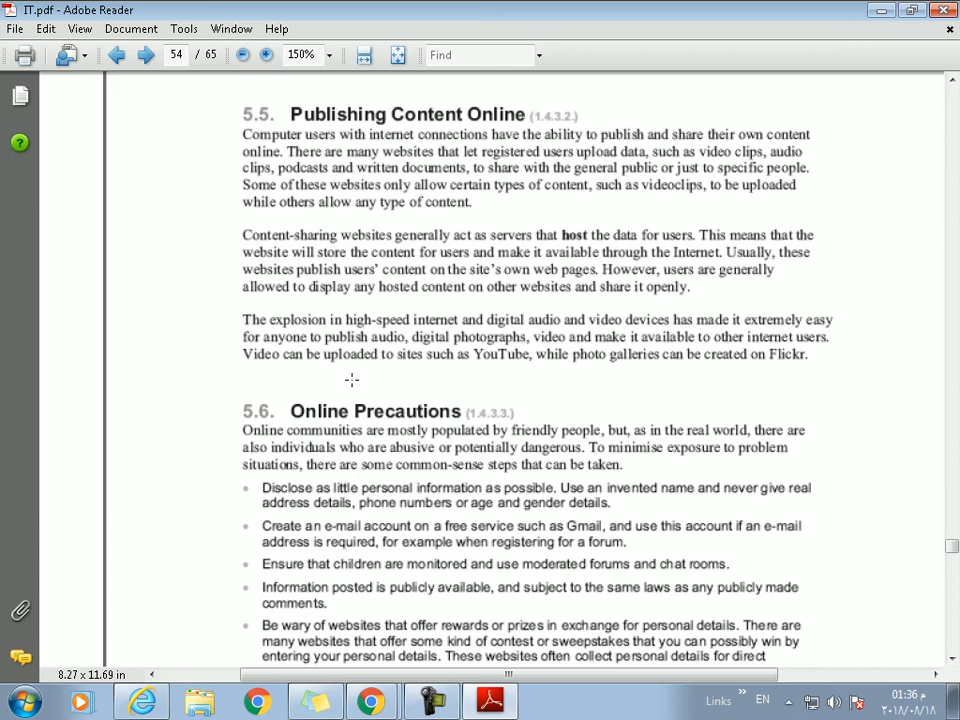 IT.pdf - Adobe Reader
File Edit View Document Tools Window Help
54 / 65 150% Find
5.5. Publishing Content Online (1.4.3.2.)
Computer users with internet connections have the ability to publish and share their own content
online. There are many websites that let registered users upload data, such as video clips, audio
clips, podcasts and written documents, to share with the general public or just to specific people.
Some of these websites only allow certain types of content, such as videoclips, to be uploaded
while others allow any type of content.
Content-sharing websites generally act as servers that host the data for users. This means that the
website will store the content for users and make it available through the Internet. Usually, these
websites publish users' content on the site's own web pages. However, users are generally
allowed to display any hosted content on other websites and share it openly.
The explosion in high-speed internet and digital audio and video devices has made it extremely easy
for anyone to publish audio, digital photographs, video and make it available to other internet users.
Video can be uploaded to sites such as YouTube, while photo galleries can be created on Flickr.
5.6. Online Precautions (1.4.3.3.)
Online communities are mostly populated by friendly people, but, as in the real world, there are
also individuals who are abusive or potentially dangerous. To minimise exposure to problem
situations, there are some common-sense steps that can be taken.
• Disclose as little personal information as possible. Use an invented name and never give real
address details, phone numbers or age and gender details.
• Create an e-mail account on a free service such as Gmail, and use this account if an e-mail
address is required, for example when registering for a forum.
• Ensure that children are monitored and use moderated forums and chat rooms.
• Information posted is publicly available, and subject to the same laws as any publicly made
comments.
• Be wary of websites that offer rewards or prizes in exchange for personal details. There are
many websites that offer some kind of contest or sweepstakes that you can possibly win by
entering your personal details. These websites often collect personal details for direct
8.27 x 11.69 in
Links » EN 01:36 م
٢٠١٨/٠٨/١٨